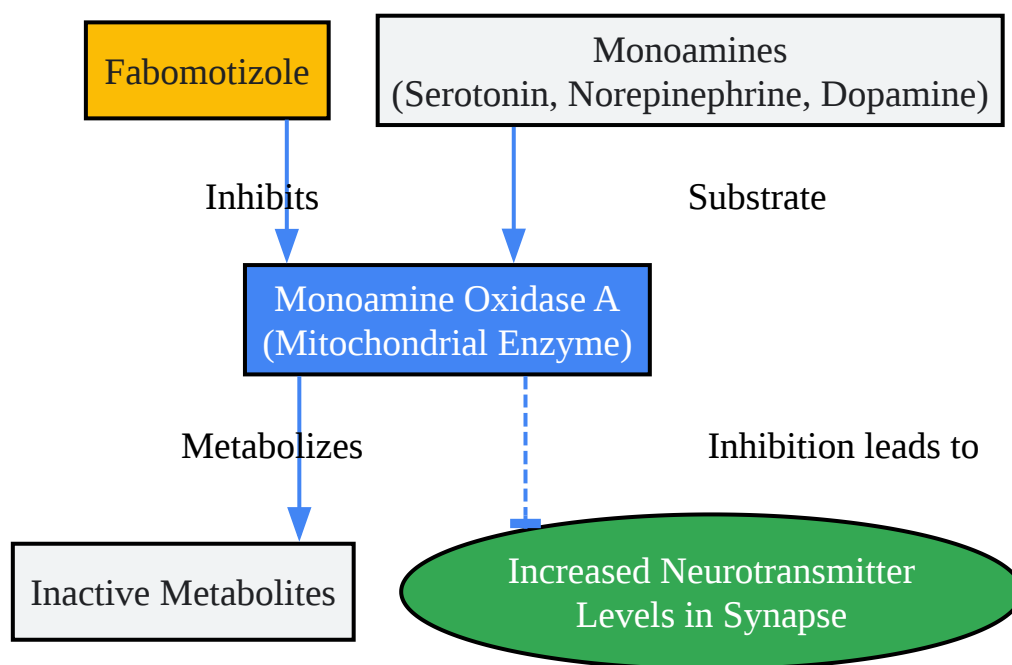 Fabomotizole
Monoamines
(Serotonin, Norepinephrine, Dopamine)
Inhibits
Substrate
Monoamine Oxidase A
(Mitochondrial Enzyme)
Metabolizes
Inhibition leads to
Inactive Metabolites
Increased Neurotransmitter
Levels in Synapse